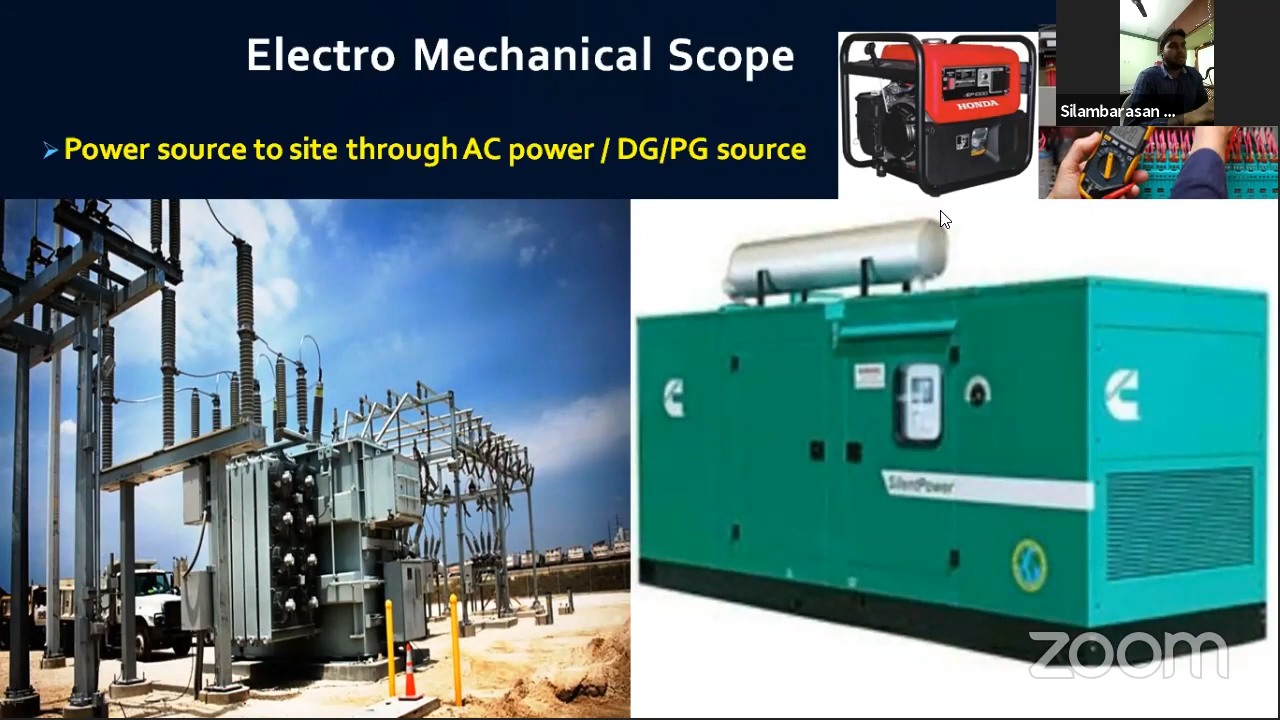 Electro Mechanical Scope
Power source to site through AC power / DG/PG source
HONDA
Silambarasan ...
SilentPower
zoom